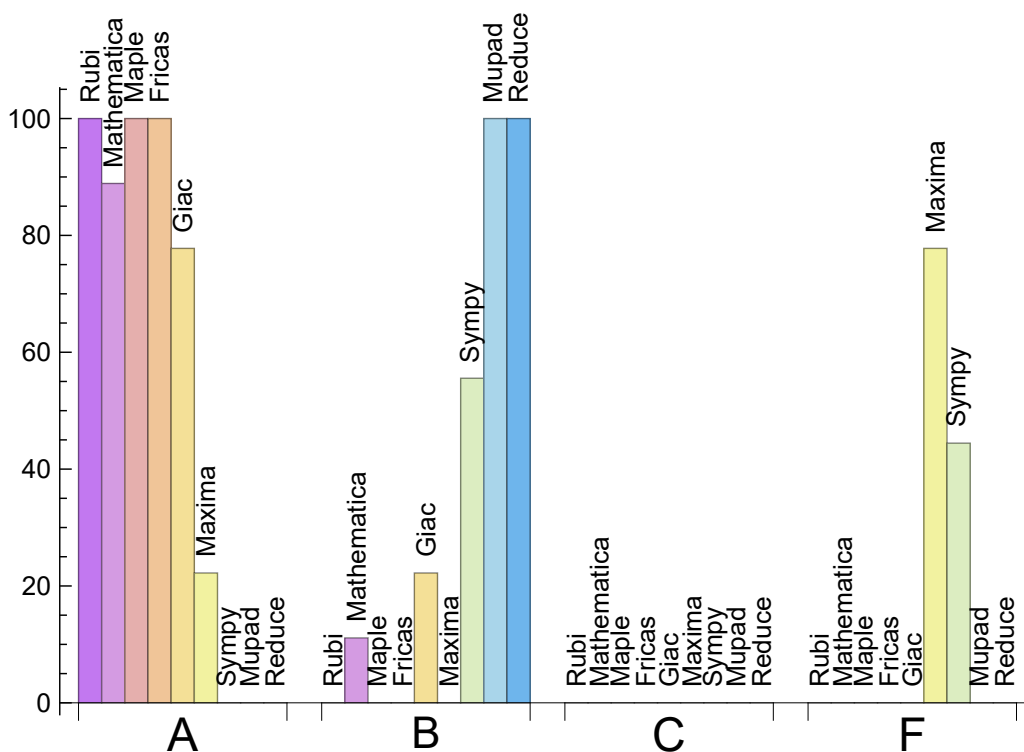 100
80
60
40
20
0
Rubi
Mathematica
Maple
Fricas
Giac
Maxima
Sympy
Mupad
Reduce
A
Rubi
Mathematica
Maple
Fricas
Giac
Maxima
Sympy
Mupad
Reduce
B
Rubi
Mathematica
Maple
Fricas
Giac
Maxima
Sympy
Mupad
Reduce
C
Rubi
Mathematica
Maple
Fricas
Giac
Maxima
Sympy
Mupad
Reduce
F